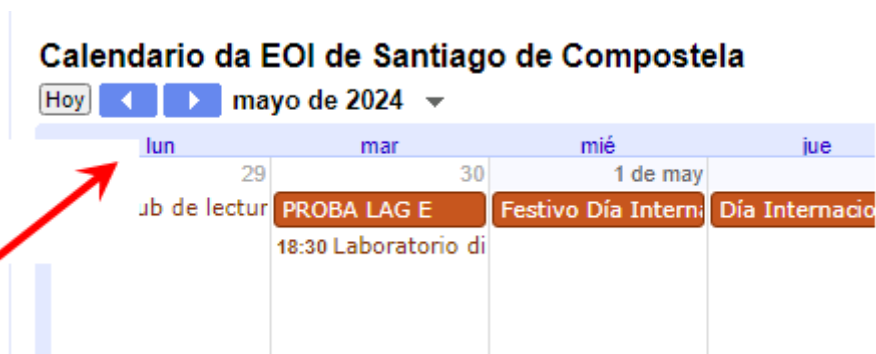 Calendario da EOI de Santiago de Compostela
Hoy mayo de 2024
lun mar mié jue
29 30 1 de may
de lectur PROBA LAG E Festivo Día Interna Día Internacio
18:30 Laboratorio di